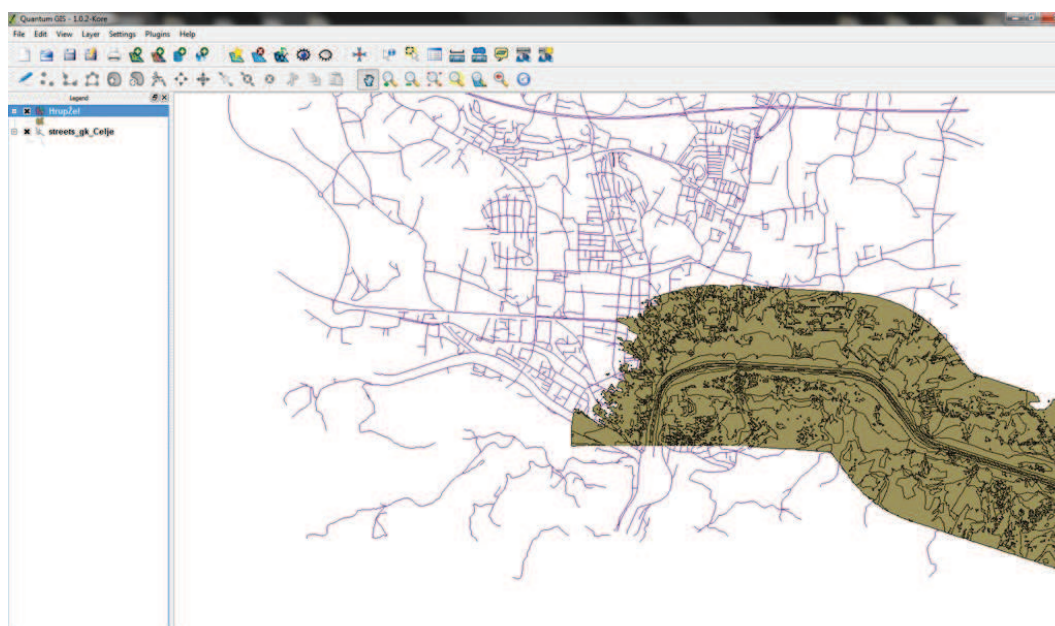 Quantum GIS - 1.0.2-Kore
File Edit View Layer Settings Plugins Help
Legend
HrupZel
streets_gk_Celje